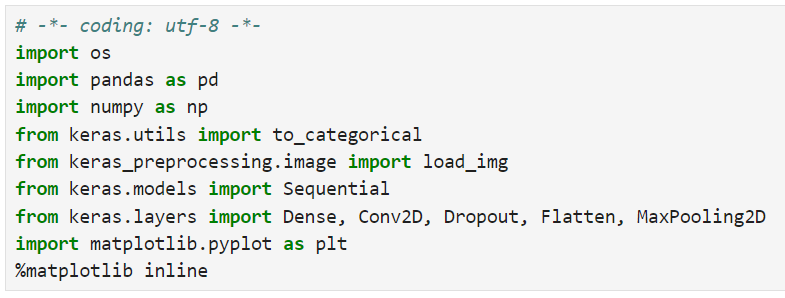 # -*- coding: utf-8 -*-
import os
import pandas as pd
import numpy as np
from keras.utils import to_categorical
from keras_preprocessing.image import load_img
from keras.models import Sequential
from keras.layers import Dense, Conv2D, Dropout, Flatten, MaxPooling2D
import matplotlib.pyplot as plt
%matplotlib inline